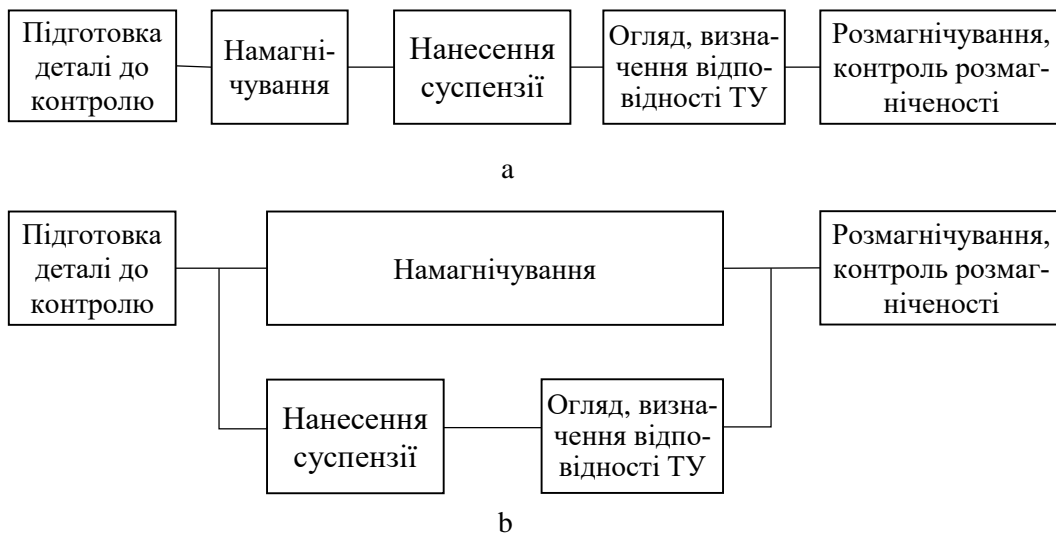 Підготовка
деталі до
контролю
Намагні-
чування
Нанесення
суспензії
Огляд, визна-
чення відпо-
відності ТУ
Розмагнічування,
контроль розмаг-
ніченості
a
Підготовка
деталі до
контролю
Намагнічування
Розмагнічування,
контроль розмаг-
ніченості
Нанесення
суспензії
Огляд, визна-
чення відпо-
відності ТУ
b